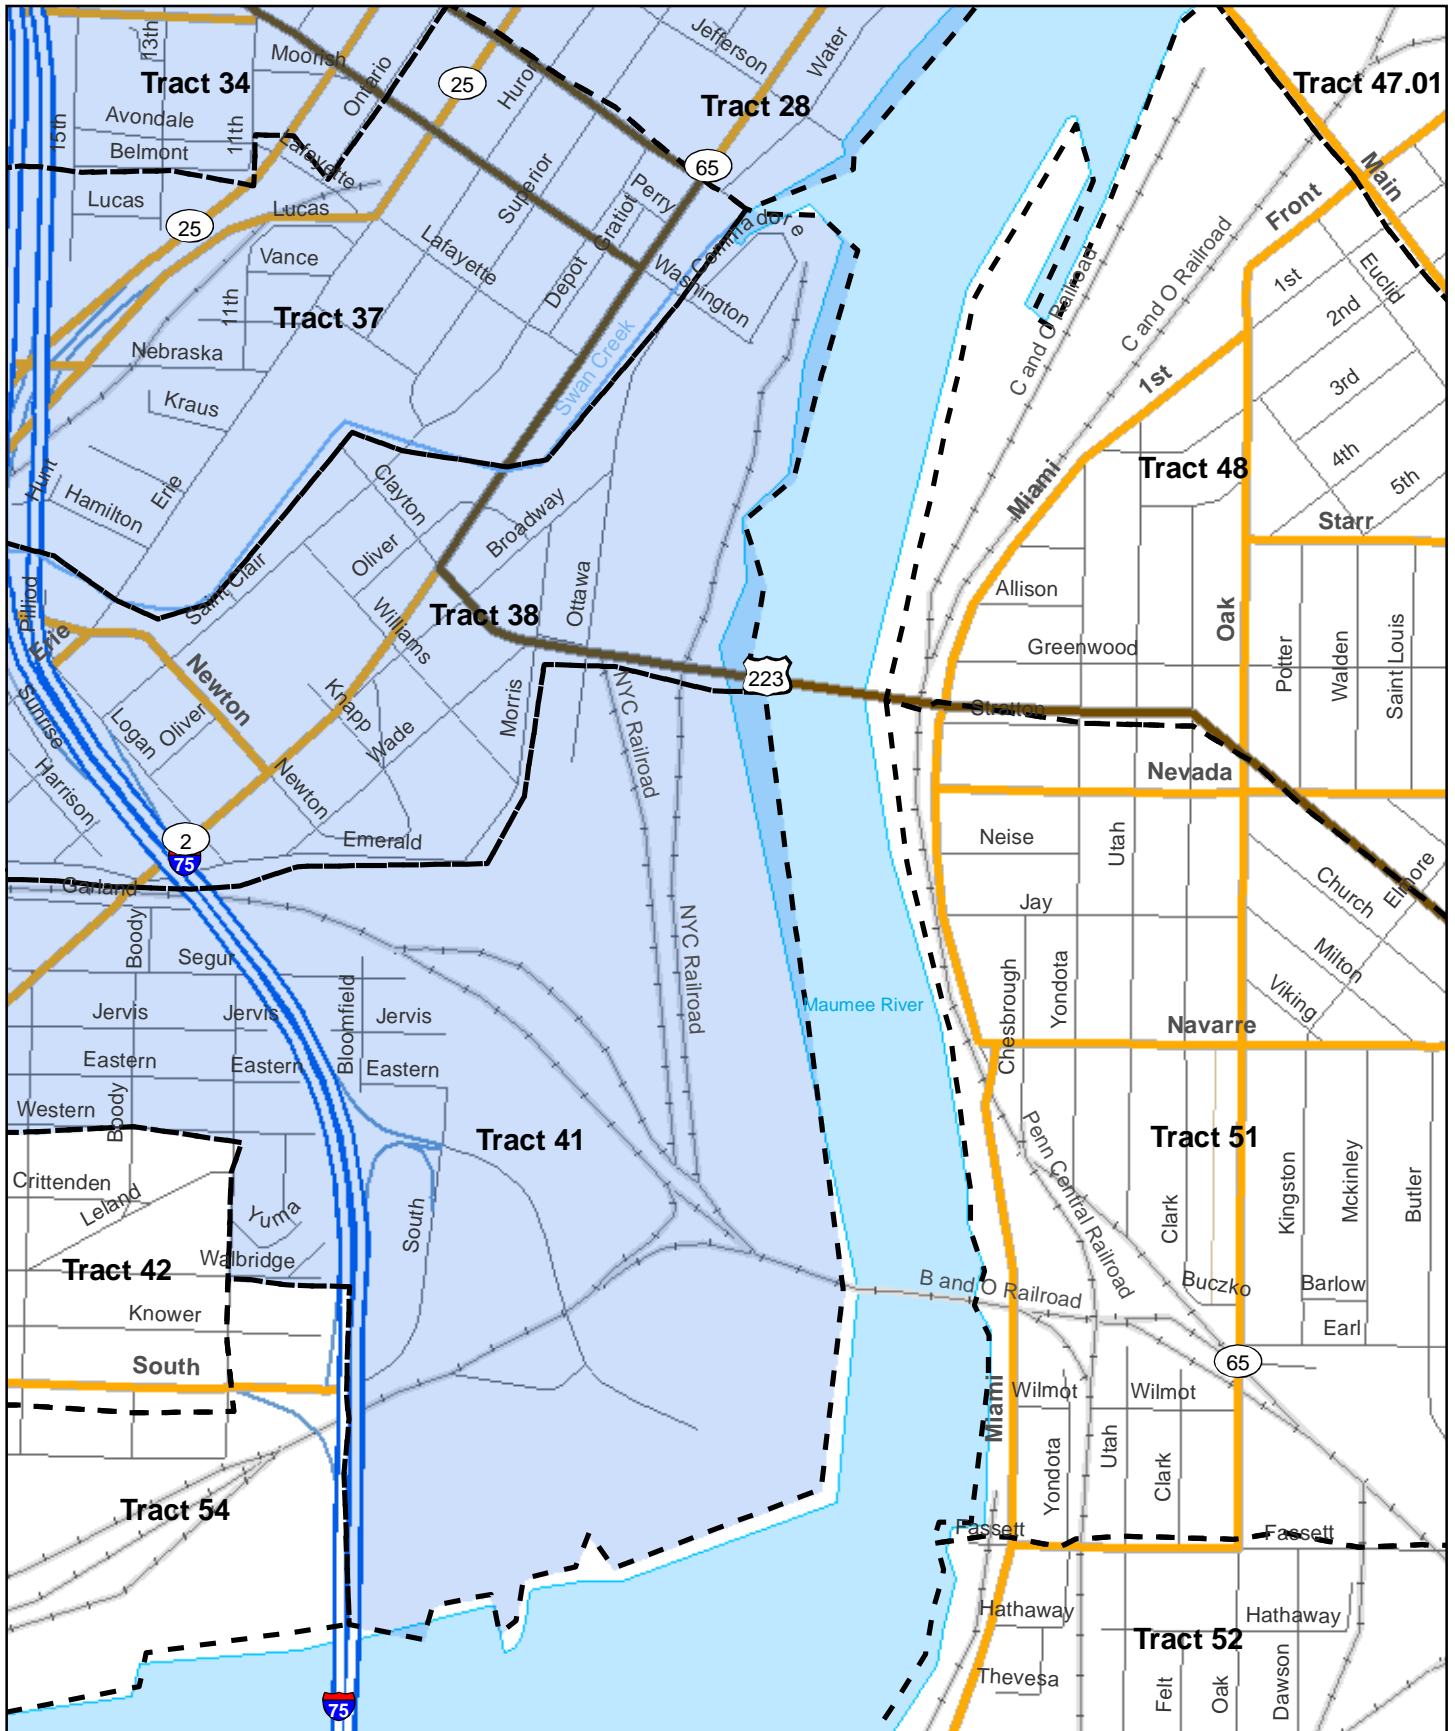 13th
Moorish
Jefferson
Water
Tract 34
Ontario
25
Huron
Tract 28
Tract 47.01
15th
Avondale
11th
Belmont
Lafayette
65
Main
Lucas
Lucas
25
Superior
Perry
Gratiot
Commadore
Front
Vance
Lafayette
Depot
Washington
C and O Railroad
C and O Railroad
1st
Euclid
11th
Tract 37
2nd
Nebraska
Swan Creek
1st
3rd
Kraus
Hunt
Hamilton
Erie
Clayton
Broadway
Miami
Tract 48
4th
5th
Starr
Oliver
Saint Clair
Pilliod
Erie
Williams
Tract 38
Ottawa
Allison
Oak
Greenwood
Newton
223
Potter
Walden
Saint Louis
Sunrise
Logan
Oliver
Knapp
Wade
Morris
NYC Railroad
Stratton
Harrison
Newton
Nevada
2
75
Emerald
Neise
Utah
Church
Elmore
Garland
Jay
Boody
Segur
NYC Railroad
Milton
Jervis
Jervis
Bloomfield
Jervis
Maumee River
Chesbrough
Yondota
Viking
Navarre
Eastern
Eastern
Eastern
Western
Boody
Tract 41
Penn Central Railroad
Tract 51
Crittenden
Leland
Yuma
South
Clark
Kingston
Mckinley
Butler
Tract 42
Walbridge
B and O Railroad
Buczko
Barlow
Knower
Earl
South
65
Miami
Wilmot
Wilmot
Yondota
Utah
Clark
Tract 54
Fassett
Fassett
Hathaway
Hathaway
Tract 52
Thevesa
Felt
Oak
Dawson
75